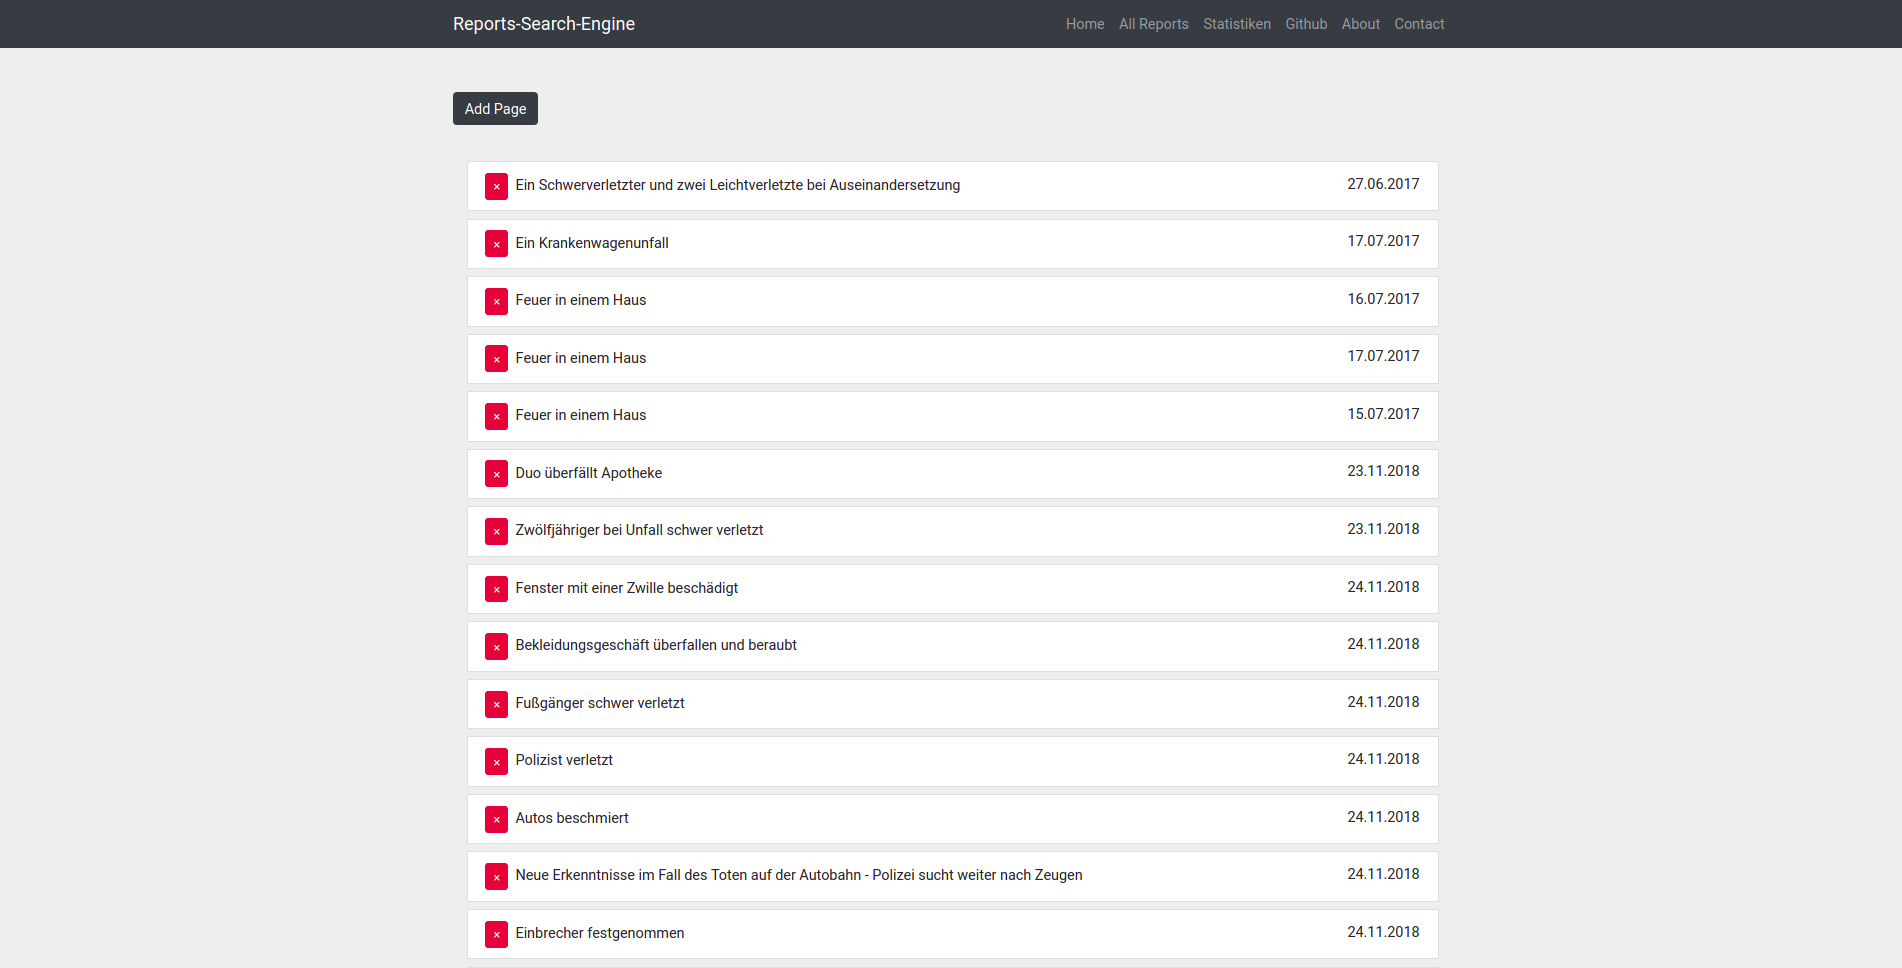 Reports-Search-Engine Home All Reports Statistiken Github About Contact
Add Page
× Ein Schwerverletzter und zwei Leichtverletzte bei Auseinandersetzung 27.06.2017
× Ein Krankenwagenunfall 17.07.2017
× Feuer in einem Haus 16.07.2017
× Feuer in einem Haus 17.07.2017
× Feuer in einem Haus 15.07.2017
× Duo überfällt Apotheke 23.11.2018
× Zwölfjähriger bei Unfall schwer verletzt 23.11.2018
× Fenster mit einer Zwille beschädigt 24.11.2018
× Bekleidungsgeschäft überfallen und beraubt 24.11.2018
× Fußgänger schwer verletzt 24.11.2018
× Polizist verletzt 24.11.2018
× Autos beschmiert 24.11.2018
× Neue Erkenntnisse im Fall des Toten auf der Autobahn - Polizei sucht weiter nach Zeugen 24.11.2018
× Einbrecher festgenommen 24.11.2018